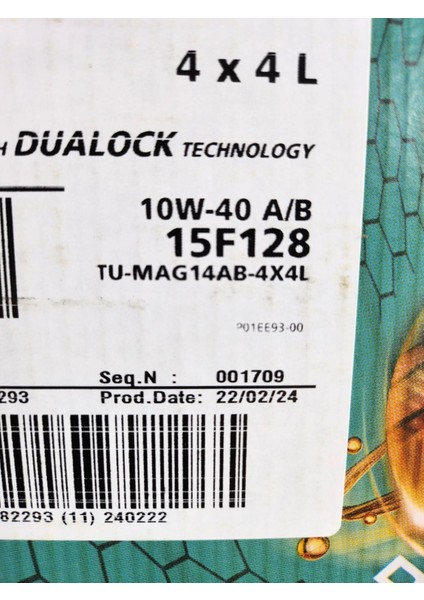 4 x 4 L
H DUALOCK TECHNOLOGY
10W-40 A/B
15F128
TU-MAG14AB-4X4L
P01EE93-00
Seq.N : 001709
293 Prod.Date: 22/02/24
82293 (11) 240222